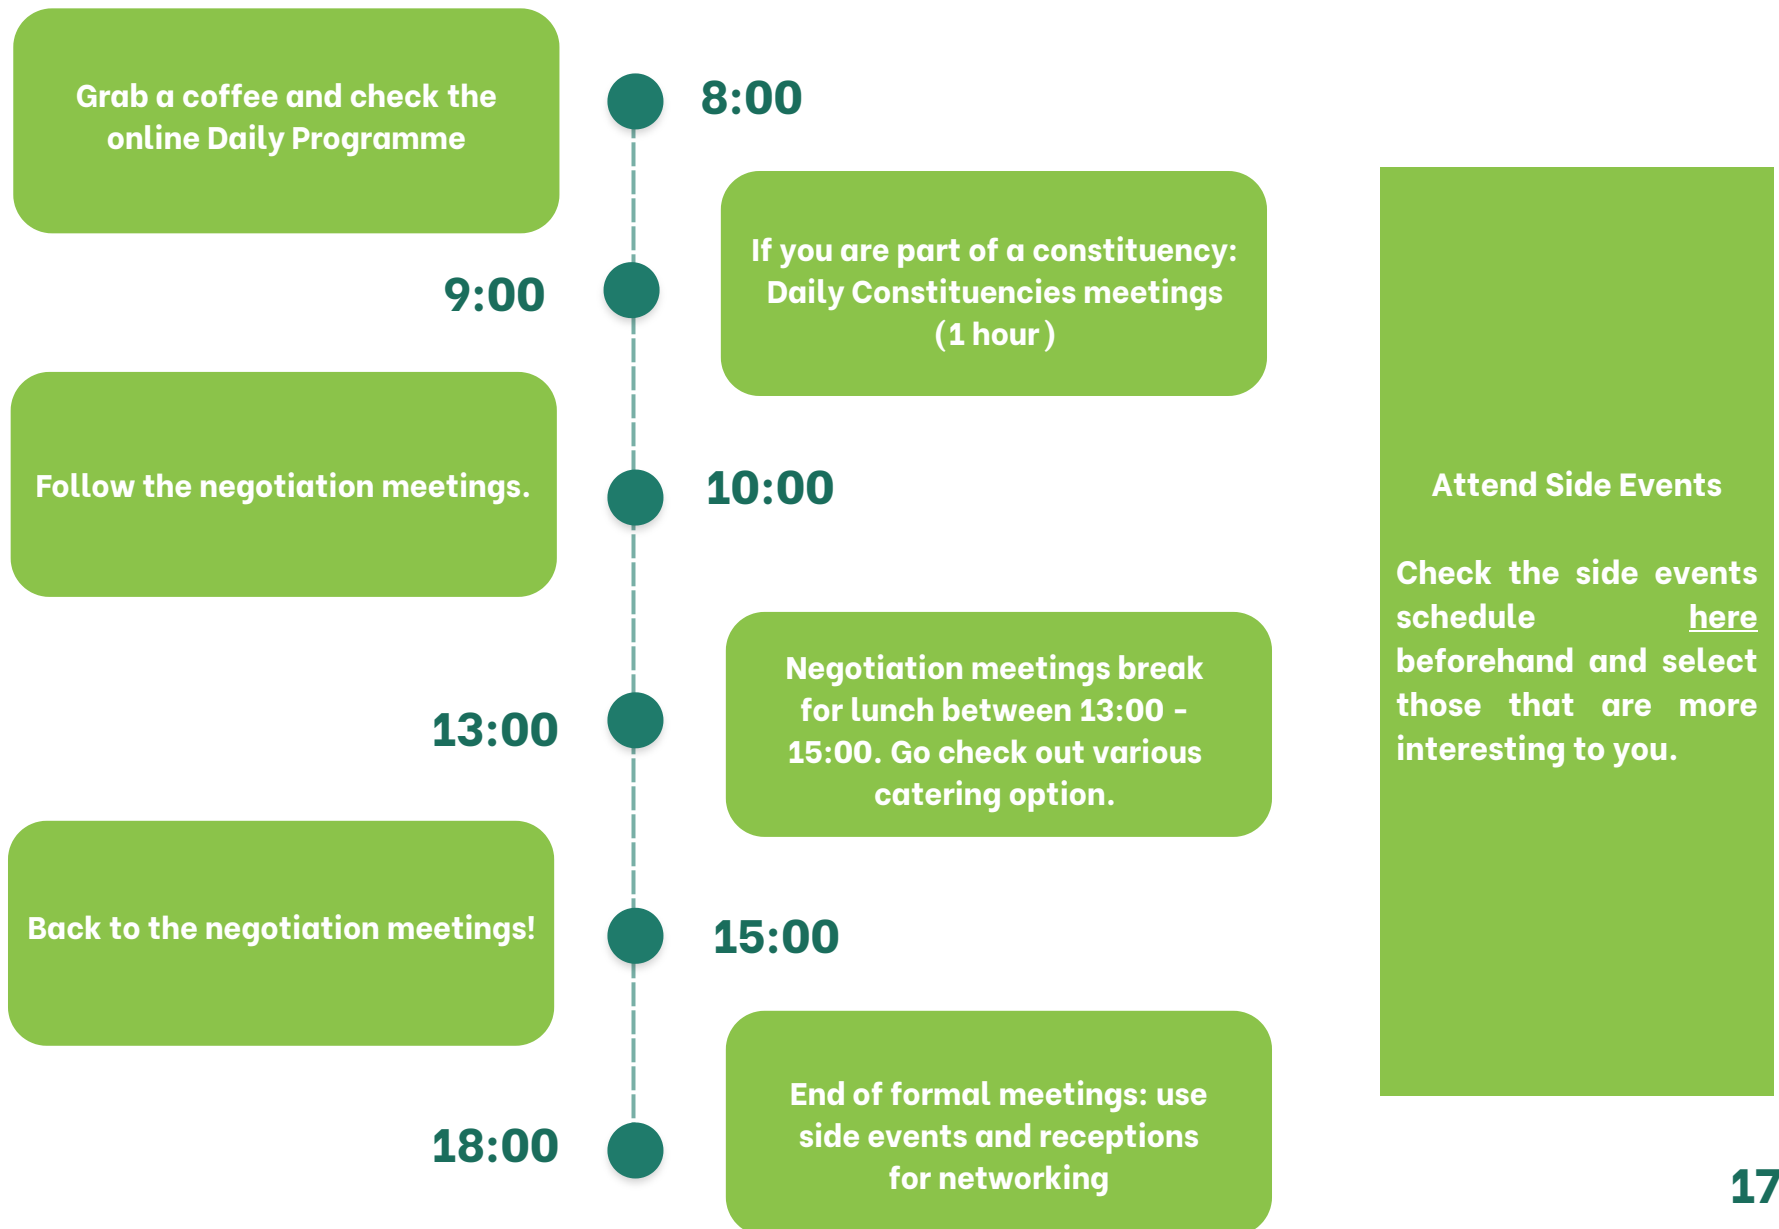 Grab a coffee and check the
online Daily Programme
8:00
9:00
If you are part of a constituency:
Daily Constituencies meetings
(1 hour)
Follow the negotiation meetings.
10:00
13:00
Negotiation meetings break
for lunch between 13:00 -
15:00. Go check out various
catering option.
Back to the negotiation meetings!
15:00
18:00
End of formal meetings: use
side events and receptions
for networking
Attend Side Events
Check the side events
schedule here
beforehand and select
those that are more
interesting to you.
17